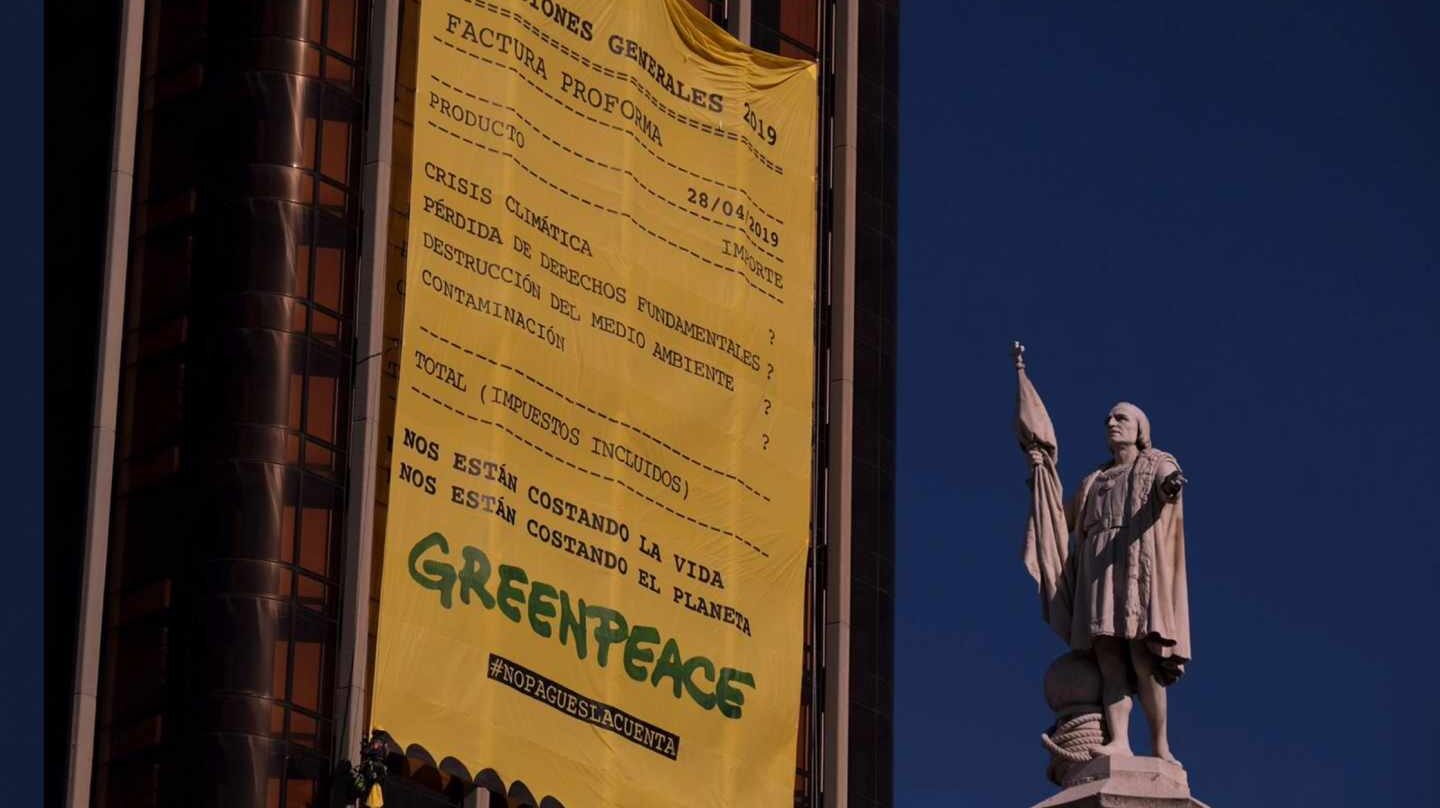 IONES GENERALES 2019
FACTURA PROFORMA
28/04/2019
PRODUCTO IMPORTE
CRISIS CLIMÁTICA ?
PÉRDIDA DE DERECHOS FUNDAMENTALES ?
DESTRUCCIÓN DEL MEDIO AMBIENTE ?
CONTAMINACIÓN ?
TOTAL (IMPUESTOS INCLUIDOS)
NOS ESTÁN COSTANDO LA VIDA
NOS ESTÁN COSTANDO EL PLANETA
GREENPEACE
#NOPAGUESLACUENTA